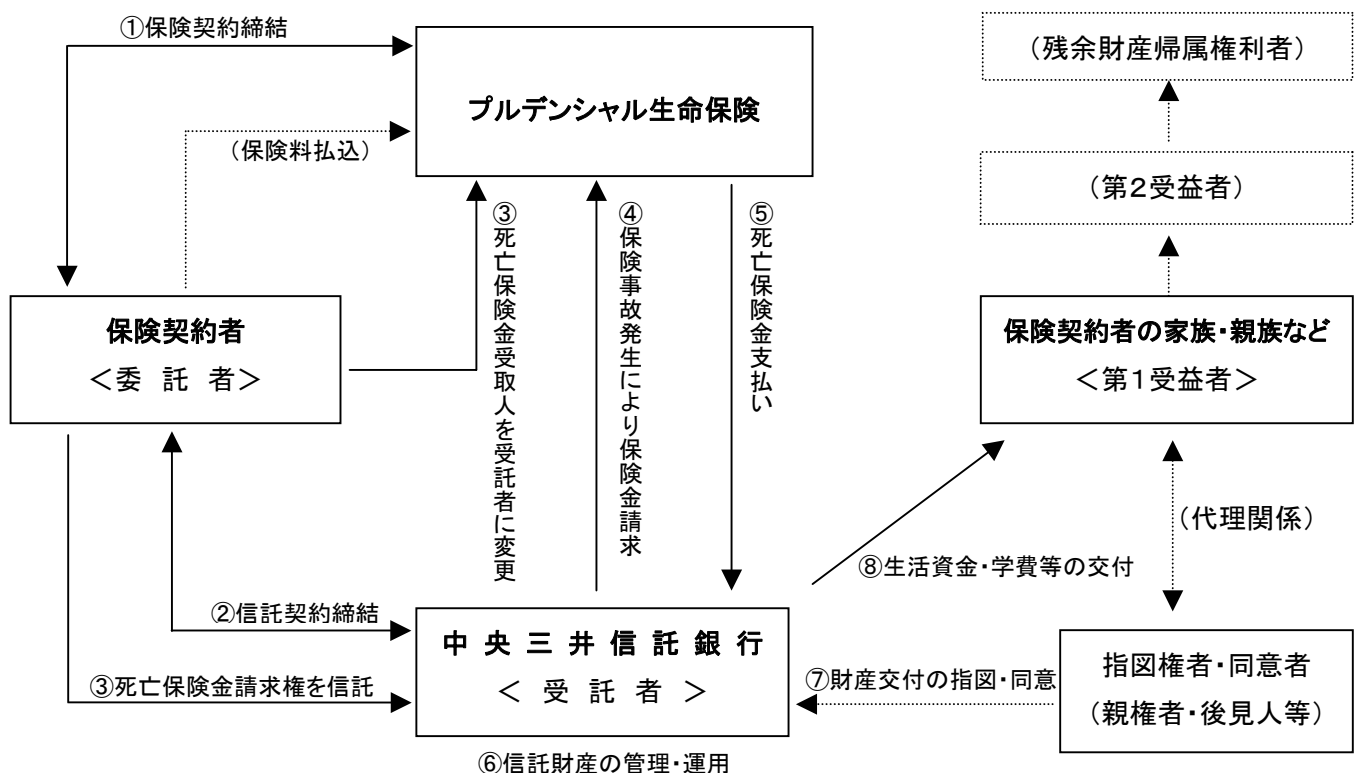 ①保険契約締結
プルデンシャル生命保険
（保険料払込）
（残余財産帰属権利者）
（第２受益者）
保険契約者
＜委 託 者＞
③死亡保険金受取人を受託者に変更
④保険事故発生により保険金請求
⑤死亡保険金支払い
保険契約者の家族・親族など
＜第１受益者＞
（代理関係）
⑧生活資金・学費等の交付
②信託契約締結
③死亡保険金請求権を信託
中 央 三 井 信 託 銀 行
＜ 受 託 者 ＞
⑦財産交付の指図・同意
指図権者・同意者
（親権者・後見人等）
⑥信託財産の管理・運用